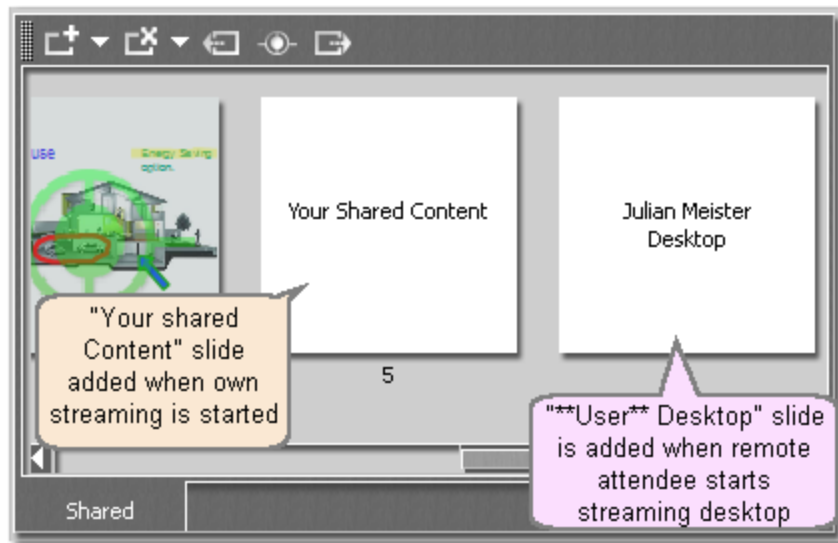 use
Energy Saving
option.
Your Shared Content
Julian Meister
Desktop
5
"Your shared
Content" slide
added when own
streaming is started
"**User** Desktop" slide
is added when remote
attendee starts
streaming desktop
Shared